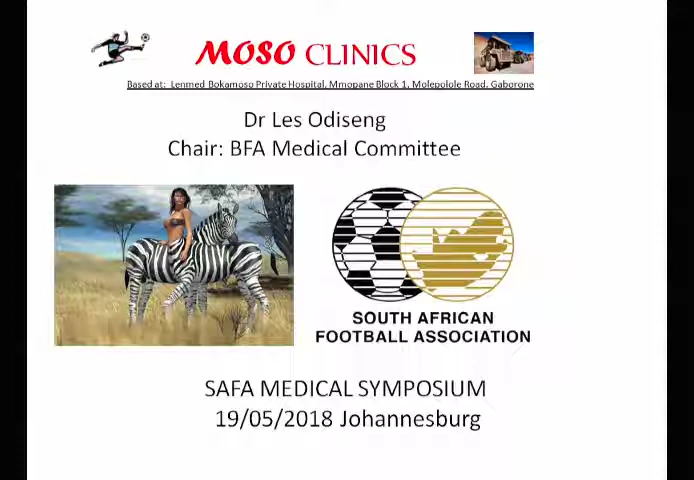 MOSO CLINICS
Based at: Lenmed Bokamoso Private Hospital, Mmopane Block 1, Molepolole Road, Gaborone
Dr Les Odiseng
Chair: BFA Medical Committee
SOUTH AFRICAN
FOOTBALL ASSOCIATION
SAFA MEDICAL SYMPOSIUM
19/05/2018 Johannesburg